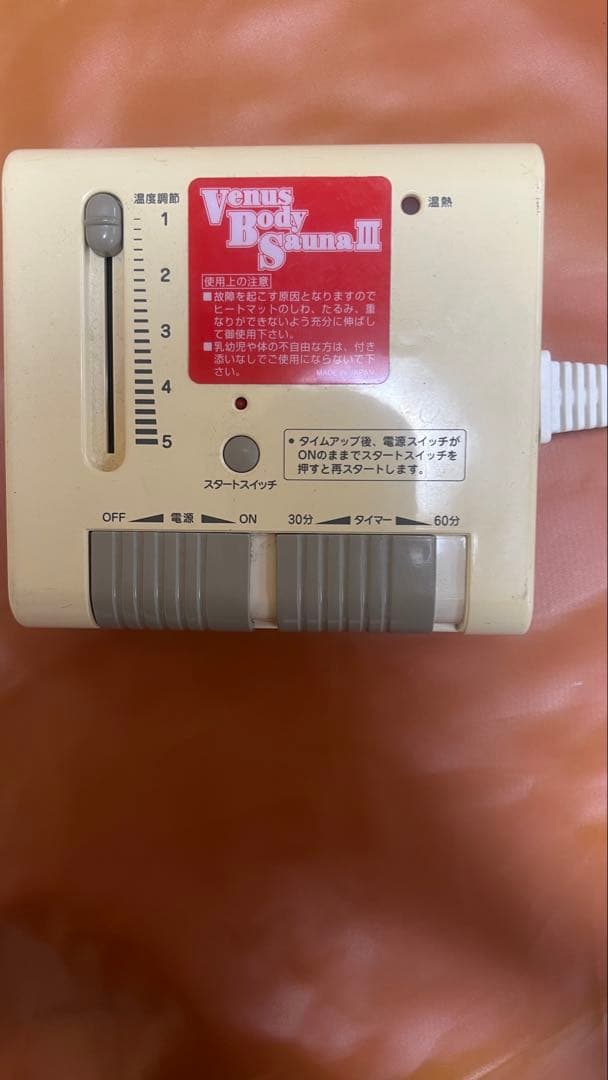 温度調節
1
2
3
4
5
Venus
Body
Sauna III
使用上の注意
■故障を起こす原因となりますので
ヒートマットのしわ、たるみ、重
なりができないよう充分に伸ばし
て御使用下さい。
■乳幼児や体の不自由な方は、付き
添いなしでご使用にならないで下
さい。
MADE IN JAPAN
温熱
スタートスイッチ
• タイムアップ後、電源スイッチが
ONのままでスタートスイッチを
押すと再スタートします。
OFF 電源 ON
30分 タイマー 60分